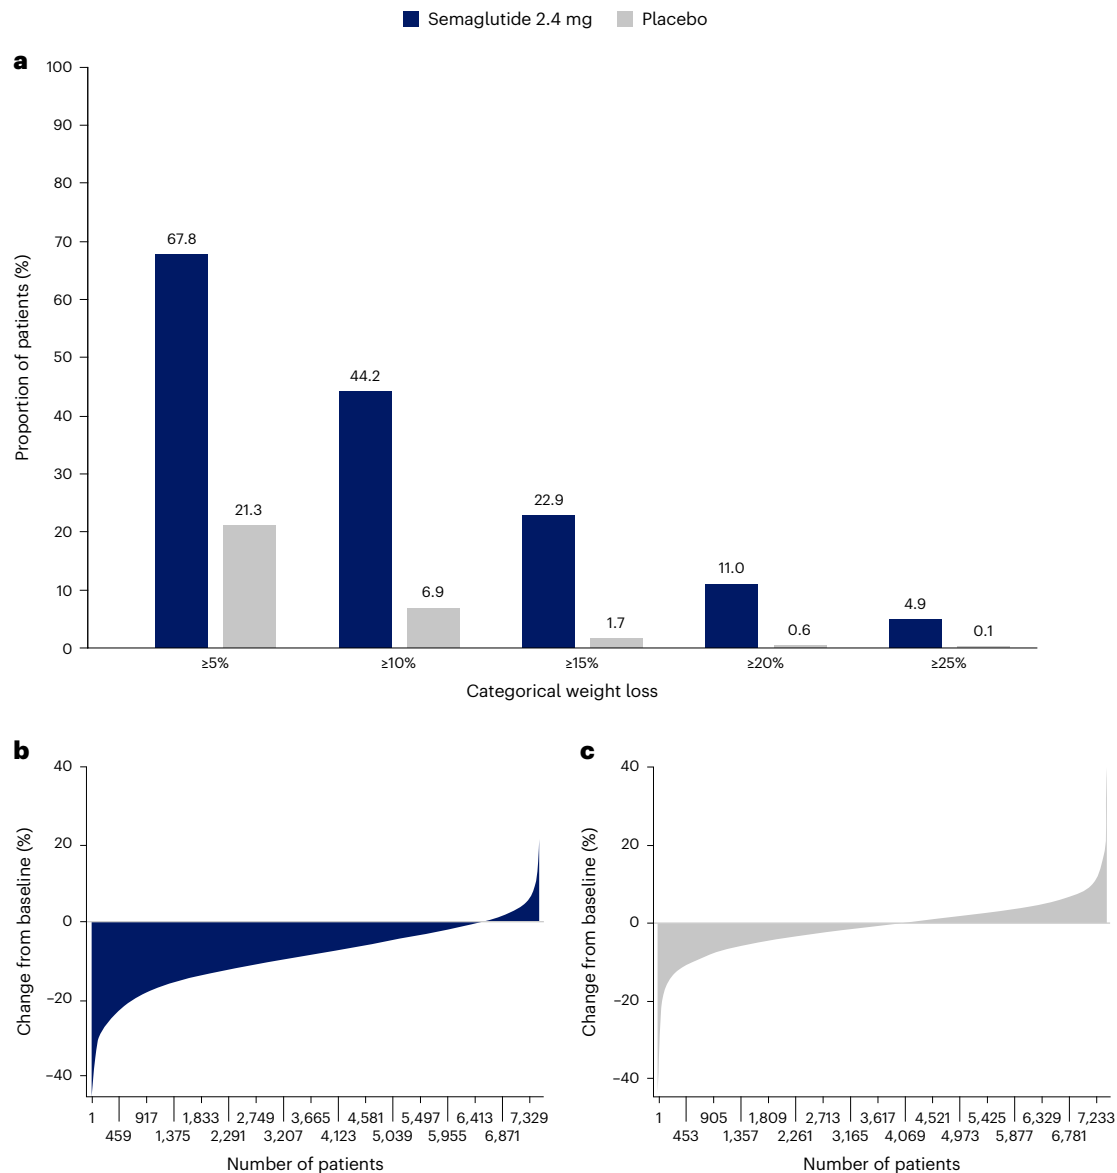 Semaglutide 2.4 mg Placebo
a
Proportion of patients (%)
100
90
80
70
60
50
40
30
20
10
0
67.8
21.3
44.2
6.9
22.9
1.7
11.0
0.6
4.9
0.1
≥5% ≥10% ≥15% ≥20% ≥25%
Categorical weight loss
b
Change from baseline (%)
40
20
0
–20
–40
1 917 1,833 2,749 3,665 4,581 5,497 6,413 7,329
459 1,375 2,291 3,207 4,123 5,039 5,955 6,871
Number of patients
c
Change from baseline (%)
40
20
0
–20
–40
1 905 1,809 2,713 3,617 4,521 5,425 6,329 7,233
453 1,357 2,261 3,165 4,069 4,973 5,877 6,781
Number of patients